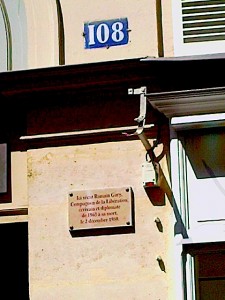 108
Ici vécut Romain Gary,
Compagnon de la Libération,
écrivain et diplomate
de 1963 à sa mort,
le 2 décembre 1980.